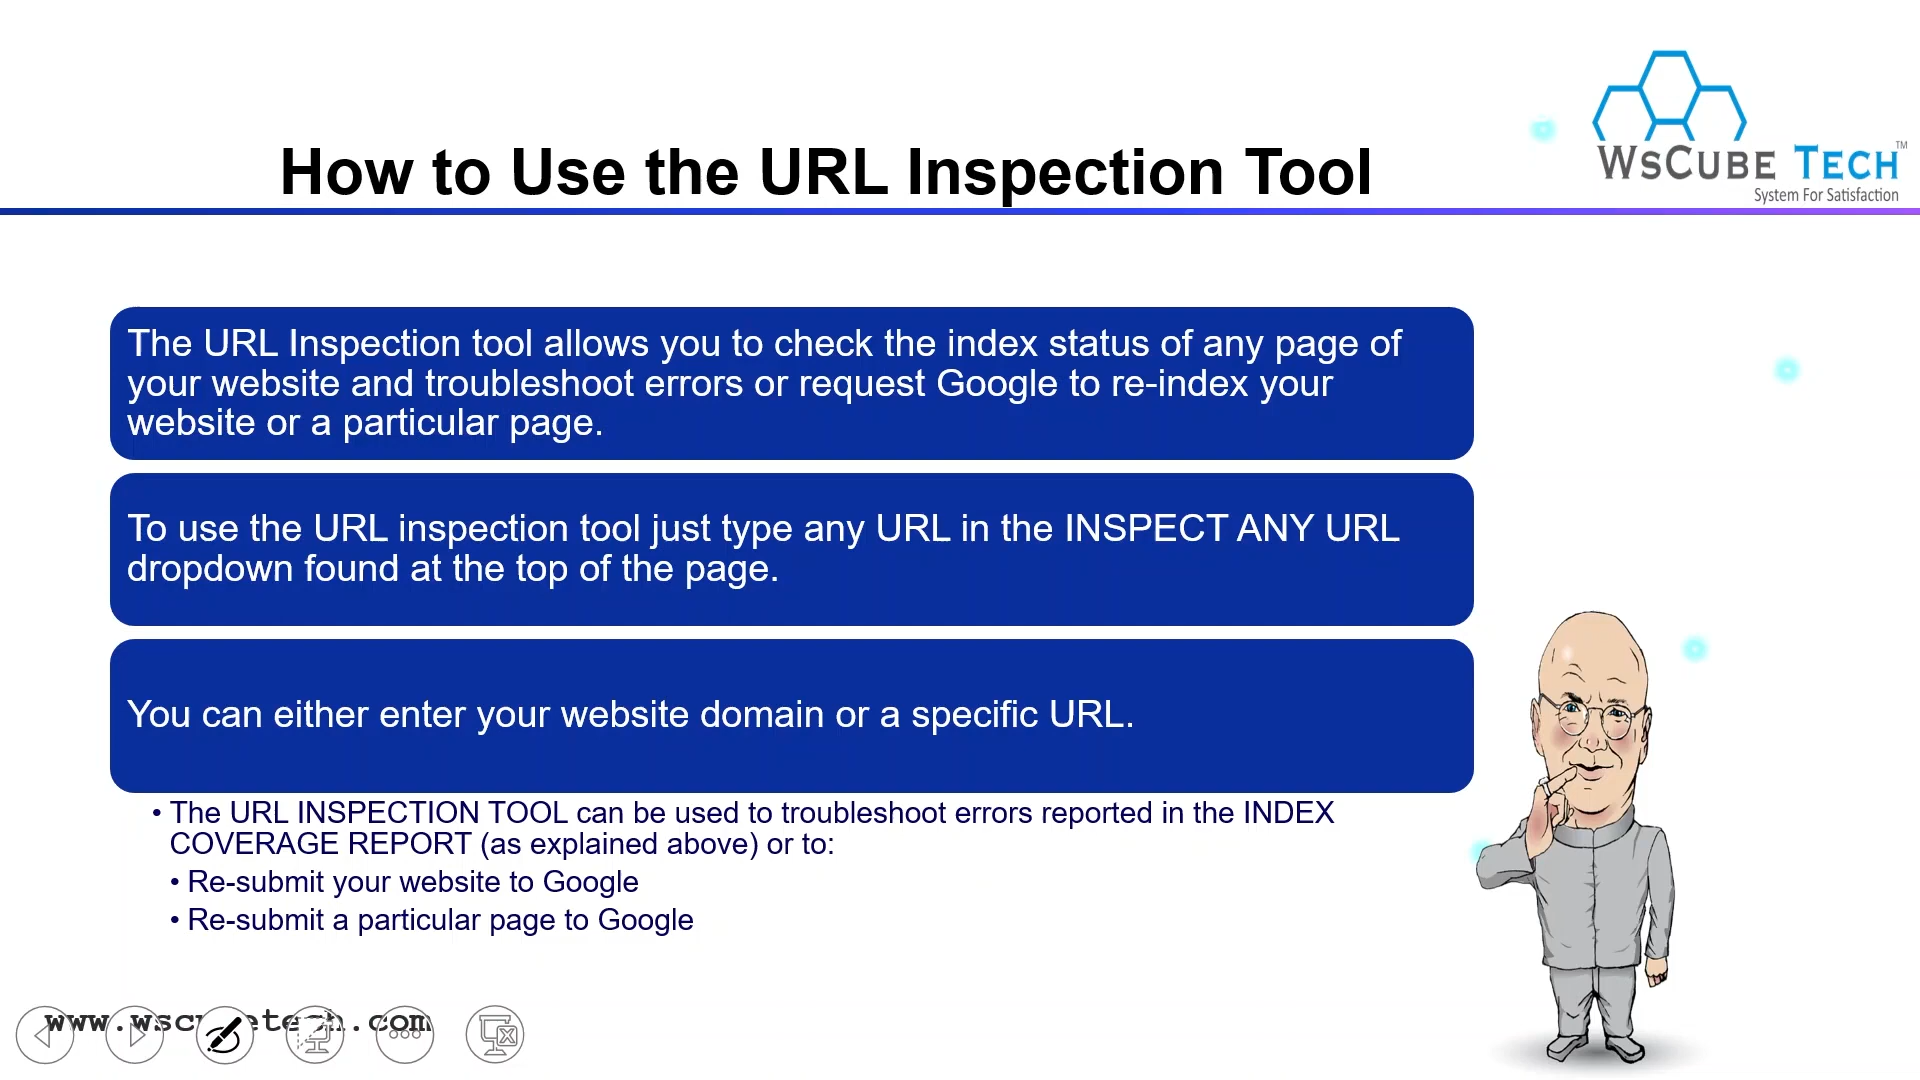 How to Use the URL Inspection Tool
WSCUBE TECH™
System For Satisfaction
The URL Inspection tool allows you to check the index status of any page of
your website and troubleshoot errors or request Google to re-index your
website or a particular page.
To use the URL inspection tool just type any URL in the INSPECT ANY URL
dropdown found at the top of the page.
You can either enter your website domain or a specific URL.
• The URL INSPECTION TOOL can be used to troubleshoot errors reported in the INDEX
COVERAGE REPORT (as explained above) or to:
• Re-submit your website to Google
• Re-submit a particular page to Google
www.wscubetech.com